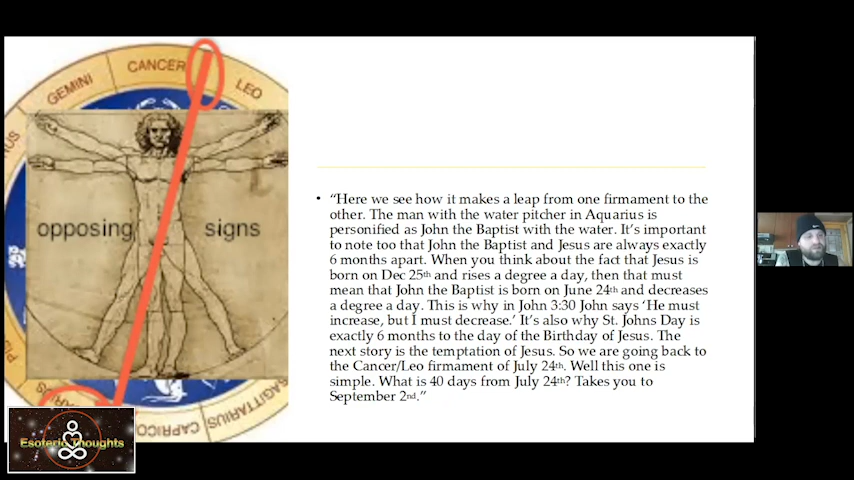 CANCER
GEMINI
LEO
opposing signs
SAGITTARIUS
CAPRIC
Esoteric Thoughts
• “Here we see how it makes a leap from one firmament to the
other. The man with the water pitcher in Aquarius is
personified as John the Baptist with the water. It’s important
to note too that John the Baptist and Jesus are always exactly
6 months apart. When you think about the fact that Jesus is
born on Dec 25th and rises a degree a day, then that must
mean that John the Baptist is born on June 24th and decreases
a degree a day. This is why in John 3:30 John says ‘He must
increase, but I must decrease.’ It’s also why St. Johns Day is
exactly 6 months to the day of the Birthday of Jesus. The
next story is the temptation of Jesus. So we are going back to
the Cancer/Leo firmament of July 24th. Well this one is
simple. What is 40 days from July 24th? Takes you to
September 2nd.”